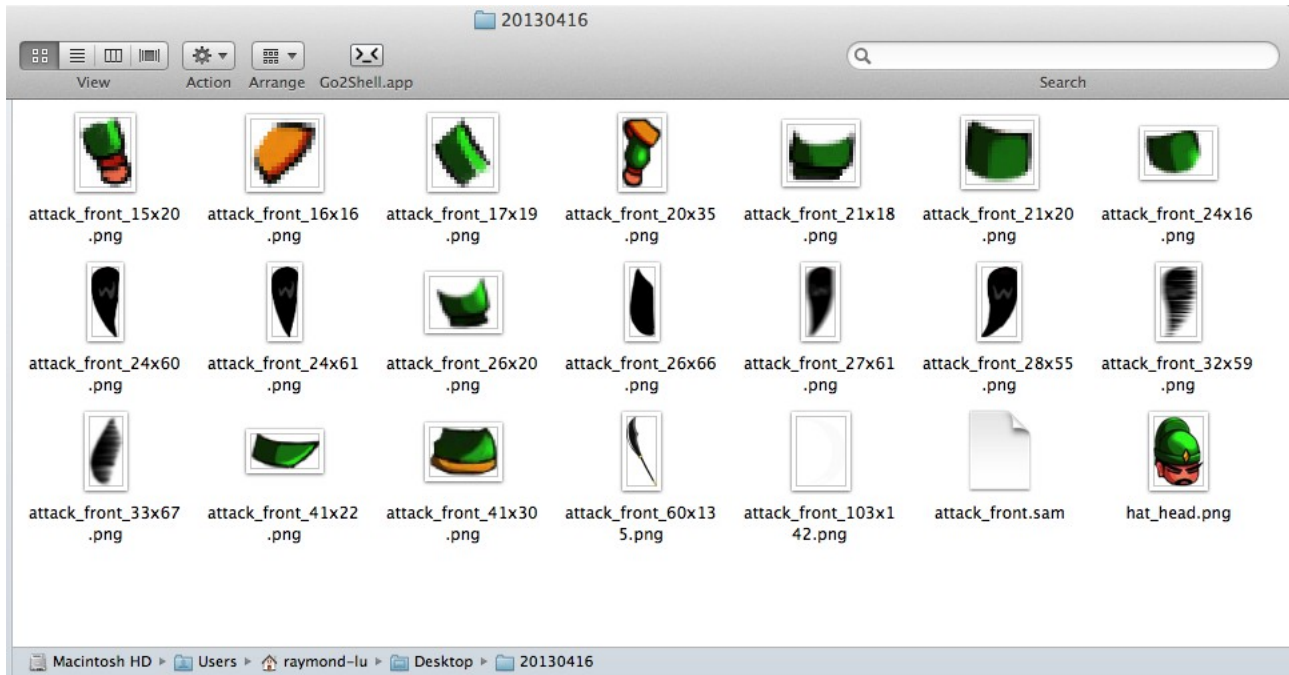 20130416
View
Action
Arrange
Go2Shell.app
Search
attack_front_15x20
.png
attack_front_16x16
.png
attack_front_17x19
.png
attack_front_20x35
.png
attack_front_21x18
.png
attack_front_21x20
.png
attack_front_24x16
.png
attack_front_24x60
.png
attack_front_24x61
.png
attack_front_26x20
.png
attack_front_26x66
.png
attack_front_27x61
.png
attack_front_28x55
.png
attack_front_32x59
.png
attack_front_33x67
.png
attack_front_41x22
.png
attack_front_41x30
.png
attack_front_60x13
5.png
attack_front_103x1
42.png
attack_front.sam
hat_head.png
Macintosh HD ▸ Users ▸ raymond-lu ▸ Desktop ▸ 20130416